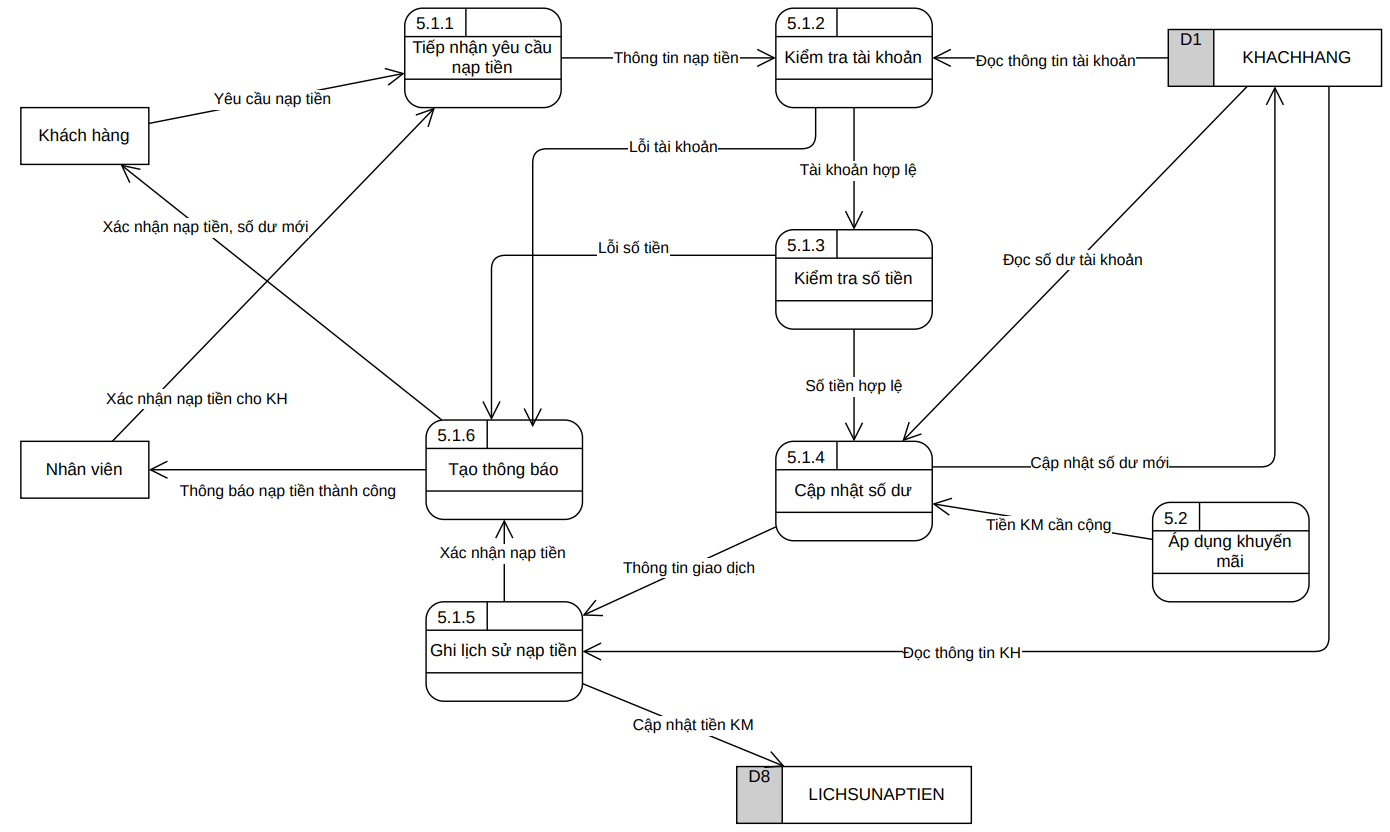 5.1.1
Tiếp nhận yêu cầu
nạp tiền
5.1.2
Kiểm tra tài khoản
D1
KHACHHANG
Thông tin nạp tiền
Đọc thông tin tài khoản
Yêu cầu nạp tiền
Khách hàng
Lỗi tài khoản
Tài khoản hợp lệ
Xác nhận nạp tiền, số dư mới
5.1.3
Kiểm tra số tiền
Lỗi số tiền
Đọc số dư tài khoản
Số tiền hợp lệ
Xác nhận nạp tiền cho KH
5.1.6
Tạo thông báo
Nhân viên
Thông báo nạp tiền thành công
5.1.4
Cập nhật số dư
Cập nhật số dư mới
5.2
Áp dụng khuyến
mãi
Tiền KM cần cộng
Xác nhận nạp tiền
Thông tin giao dịch
5.1.5
Ghi lịch sử nạp tiền
Đọc thông tin KH
Cập nhật tiền KM
D8
LICHSUNAPTIEN